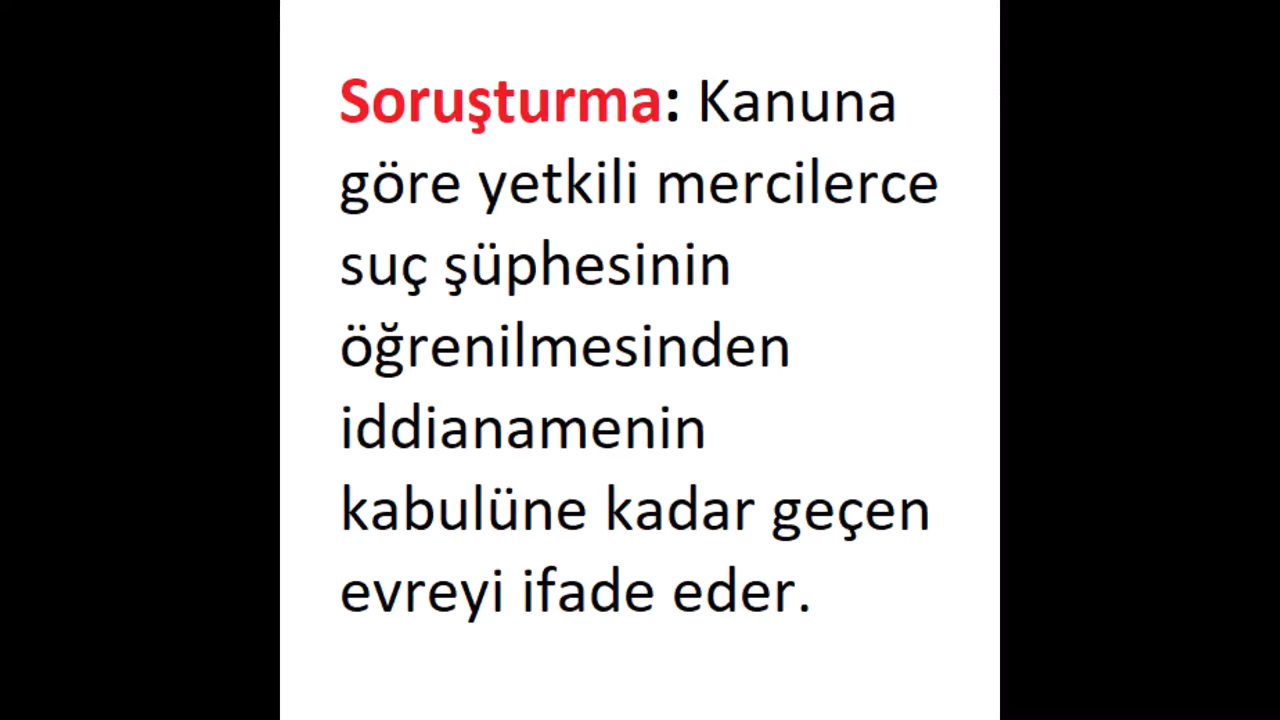 Soruşturma: Kanuna
göre yetkili mercilerce
suç şüphesinin
öğrenilmesinden
iddianamenin
kabulüne kadar geçen
evreyi ifade eder.